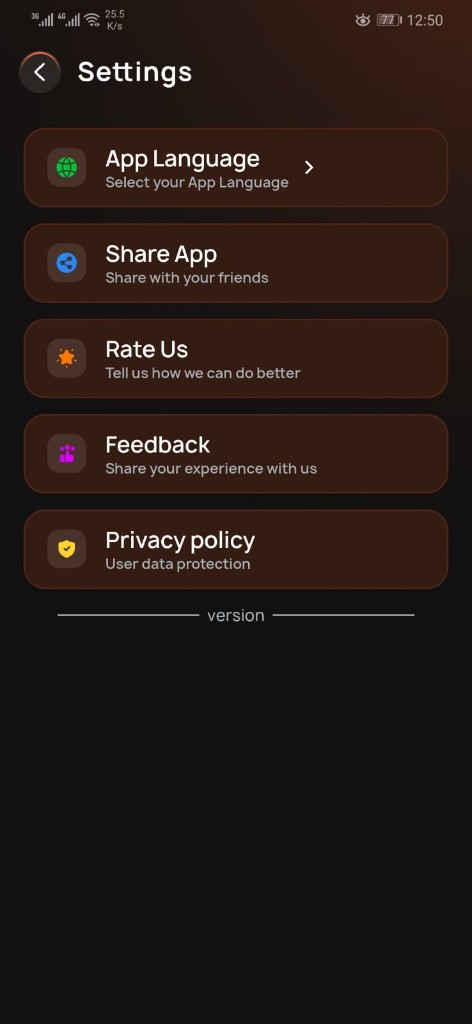 3G 4G 25.5 K/s 77 12:50
Settings
App Language
Select your App Language
Share App
Share with your friends
Rate Us
Tell us how we can do better
Feedback
Share your experience with us
Privacy policy
User data protection
version